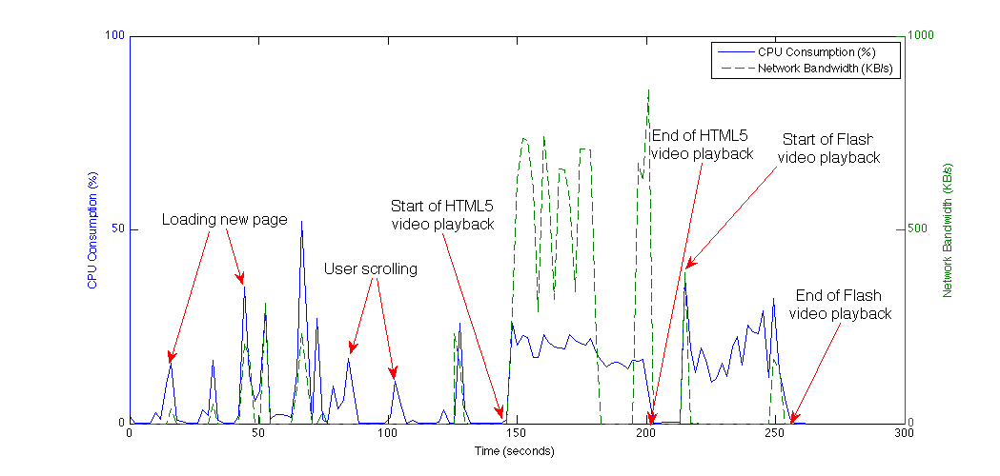 100
1000
CPU Consumption (%)
Network Bandwidth (KB/s)
End of HTML5
video playback
Start of Flash
video playback
Loading new page
Start of HTML5
video playback
50
500
User scrolling
End of Flash
video playback
CPU Consumption (%)
Network Bandwidth (KB/s)
0
0
0
50
100
150
200
250
300
Time (seconds)